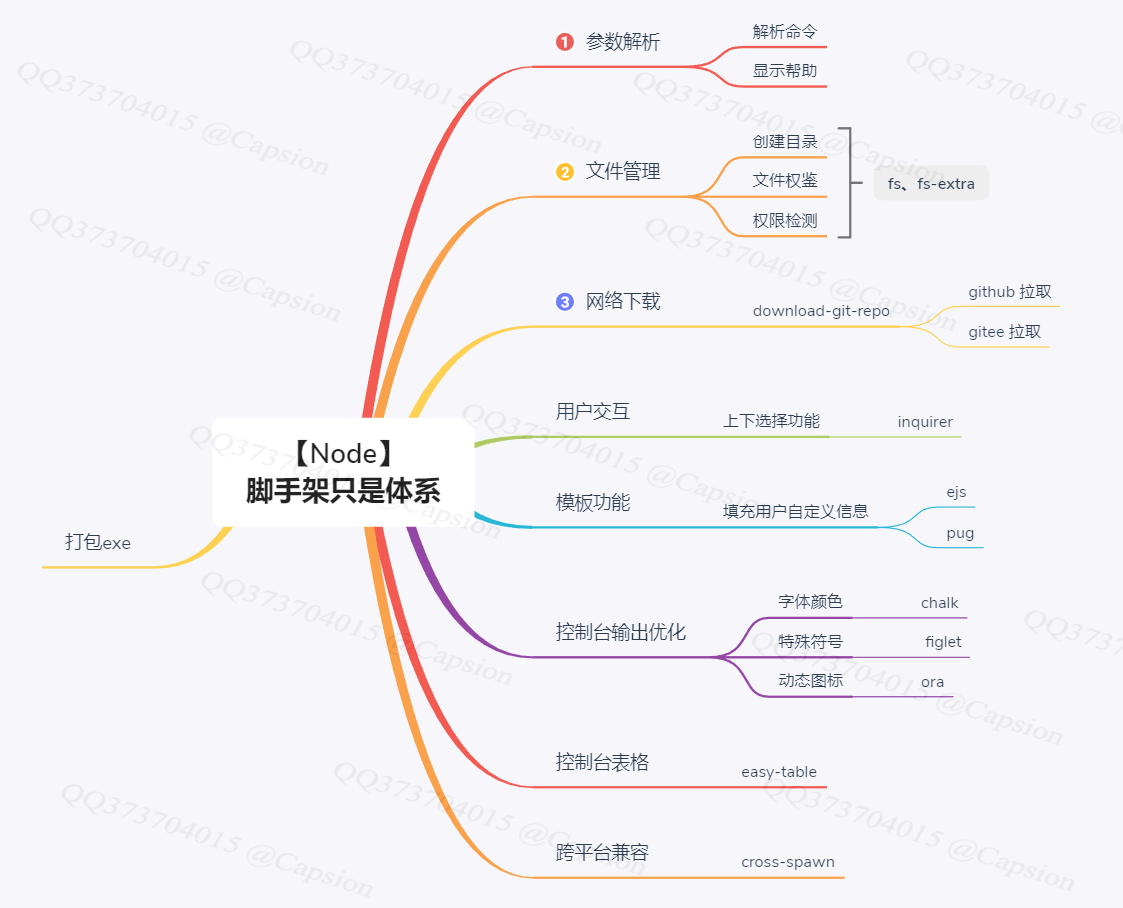 【Node】
脚手架只是体系
1 参数解析
解析命令
显示帮助
2 文件管理
创建目录
文件权鉴
权限检测
fs、fs-extra
3 网络下载
download-git-repo
github 拉取
gitee 拉取
用户交互
上下选择功能
inquirer
模板功能
填充用户自定义信息
ejs
pug
控制台输出优化
字体颜色
chalk
特殊符号
figlet
动态图标
ora
控制台表格
easy-table
跨平台兼容
cross-spawn
打包exe
QQ373704015 @Capsion
QQ373704015 @Capsion
QQ373704015 @Capsion
QQ373704015 @
QQ373704015 @Capsion
QQ373704015 @Capsion
QQ373704015 @Capsion
QQ373704015 @Capsion
QQ373704015 @Capsion
QQ373704015 @Capsion
QQ37370
QQ373704015 @Capsion
QQ373704015 @Capsion
QQ373704015 @Capsion